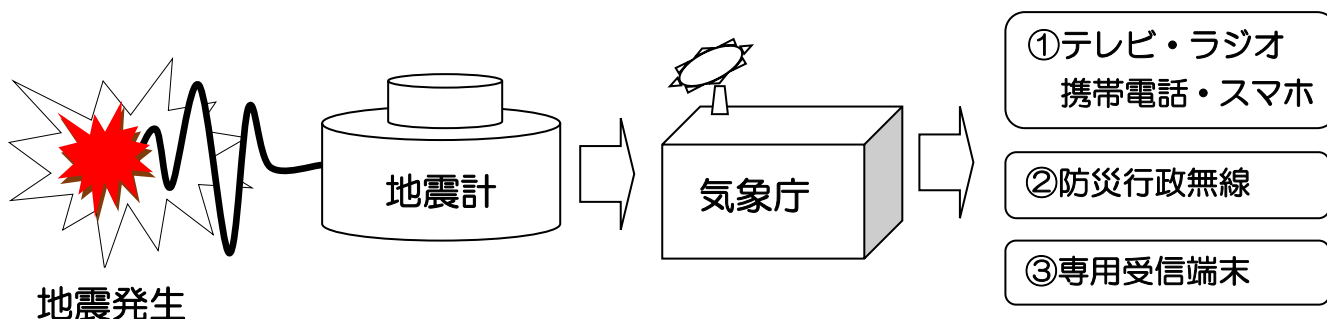 地震発生
地震計
気象庁
①テレビ・ラジオ
携帯電話・スマホ
②防災行政無線
③専用受信端末